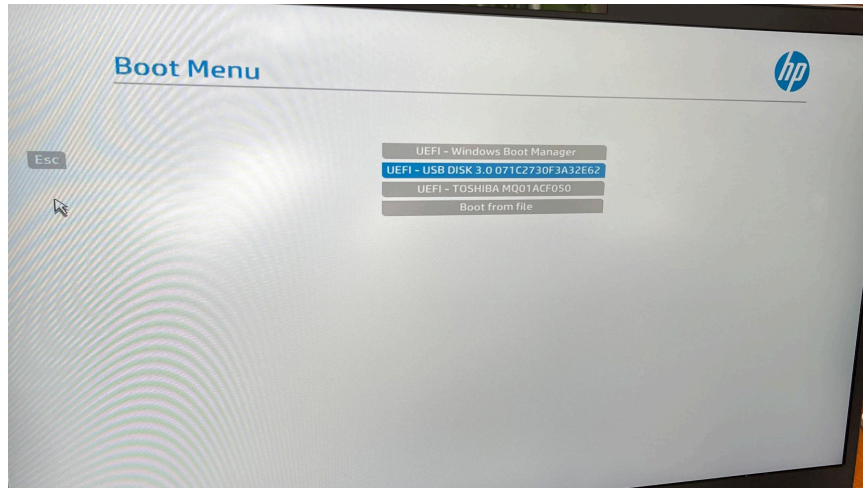 Boot Menu
hp
Esc
UEFI - Windows Boot Manager
UEFI - USB DISK 3.0 071C2730F3A32E62
UEFI - TOSHIBA MQ01ACF050
Boot from file